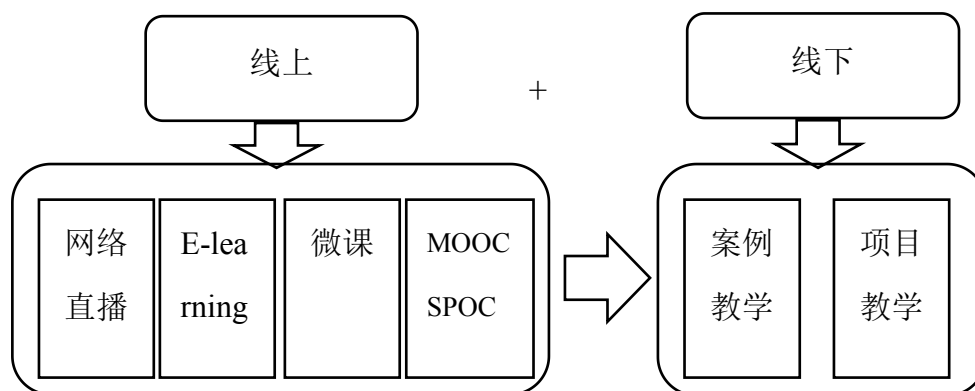 线上
+
线下
网络
直播
E-lea
rning
微课
MOOC
SPOC
案例
教学
项目
教学